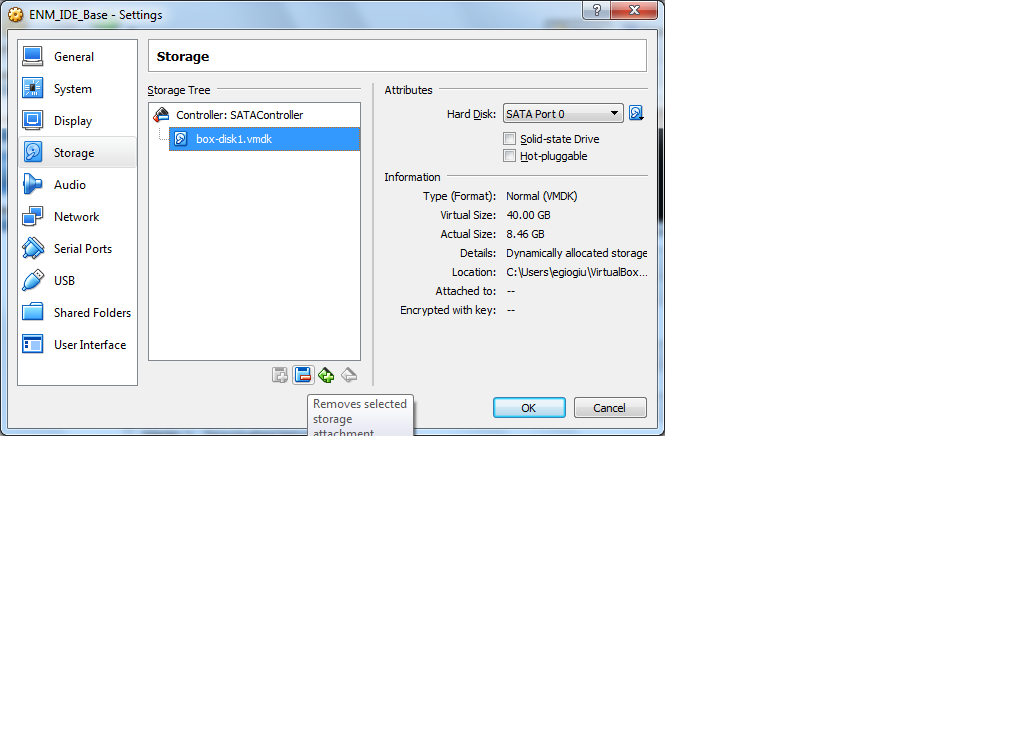 ENM_IDE_Base - Settings
?
General
System
Display
Storage
Audio
Network
Serial Ports
USB
Shared Folders
User Interface
Storage
Storage Tree
Controller: SATAController
box-disk1.vmdk
Removes selected
storage
attachment
Attributes
Hard Disk: SATA Port 0
Solid-state Drive
Hot-pluggable
Information
Type (Format): Normal (VMDK)
Virtual Size: 40.00 GB
Actual Size: 8.46 GB
Details: Dynamically allocated storage
Location: C:\Users\egiogiu\VirtualBox...
Attached to: --
Encrypted with key: --
OK
Cancel